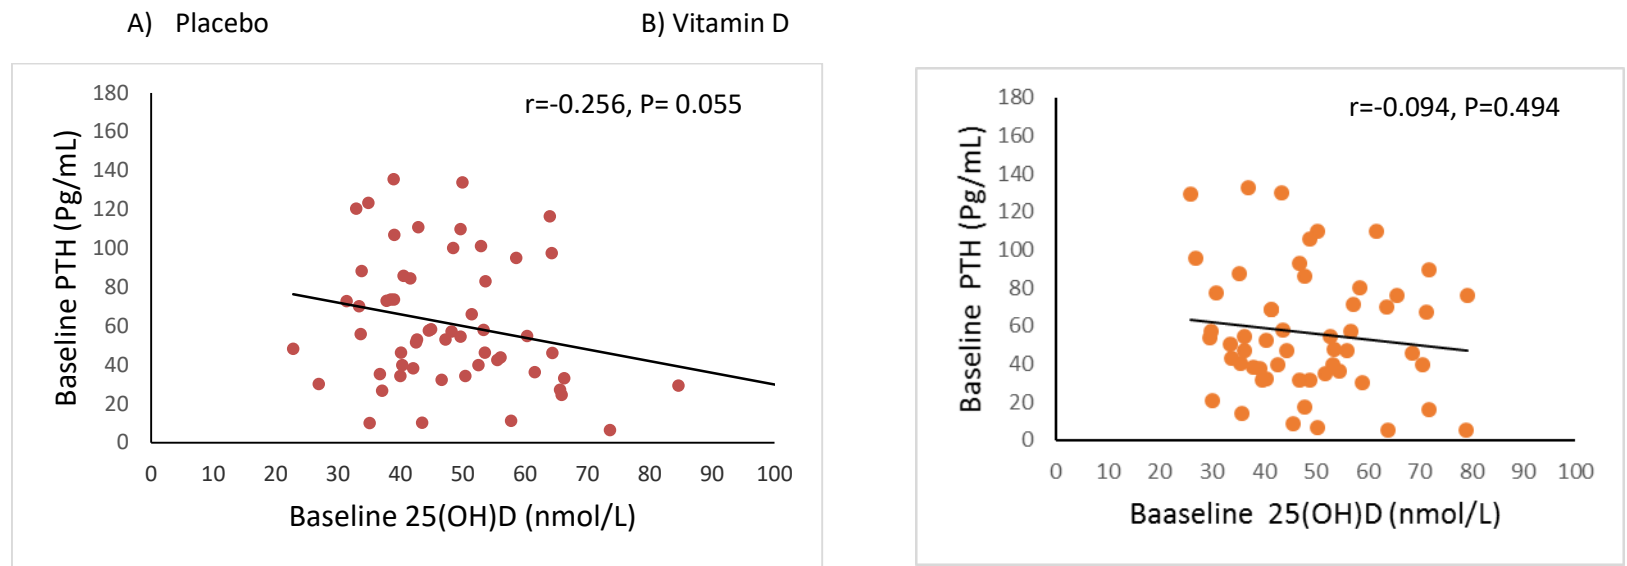 A) Placebo
B) Vitamin D
r=-0.256, P= 0.055
Baseline PTH (Pg/mL)
180
160
140
120
100
80
60
40
20
0
0 10 20 30 40 50 60 70 80 90 100
Baseline 25(OH)D (nmol/L)
r=-0.094, P=0.494
Baseline PTH (Pg/mL)
180
160
140
120
100
80
60
40
20
0
0 10 20 30 40 50 60 70 80 90 100
Baaseline 25(OH)D (nmol/L)